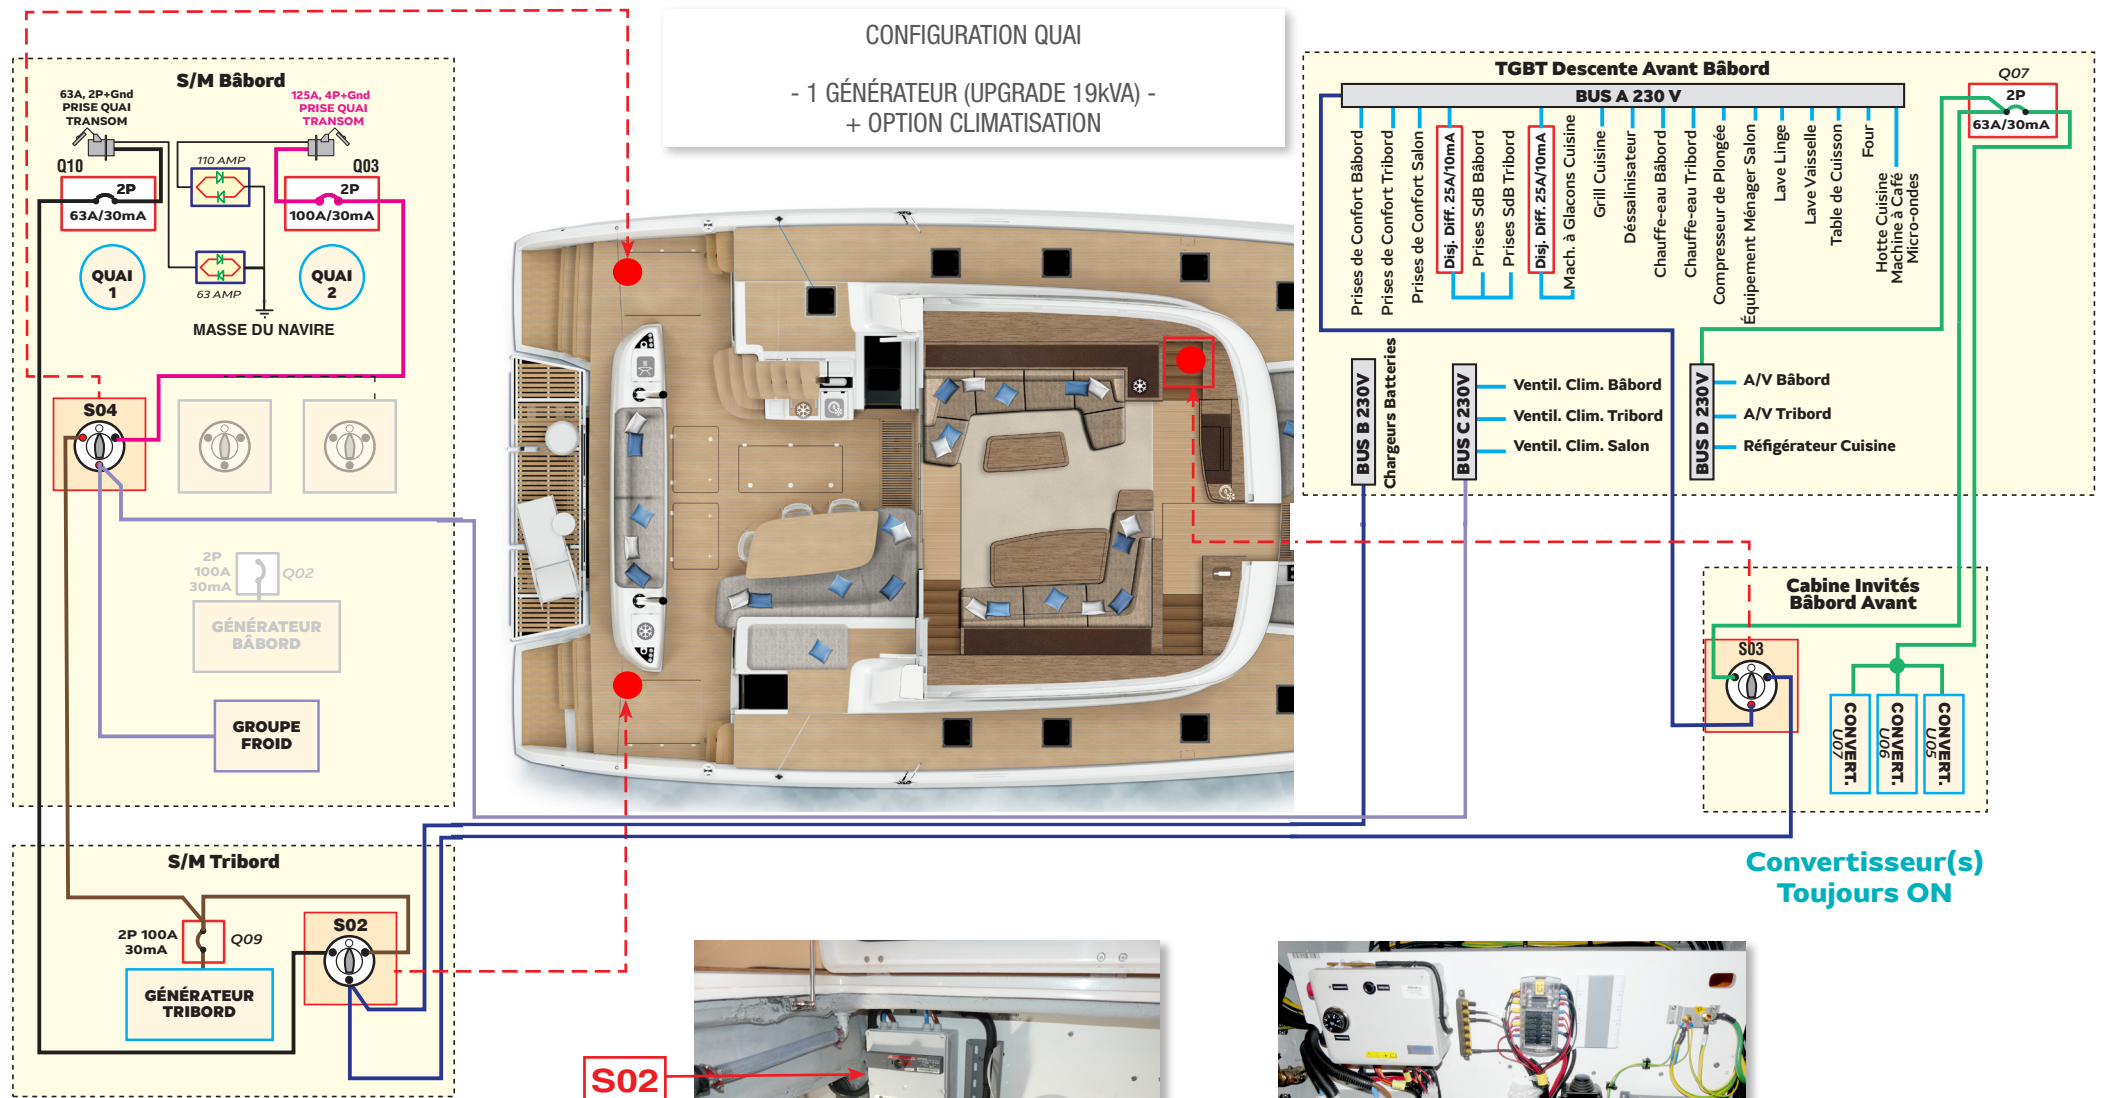 CONFIGURATION QUAI
- 1 GÉNÉRATEUR (UPGRADE 19kVA) -
+ OPTION CLIMATISATION
S/M Bâbord
63A, 2P+Gnd
PRISE QUAI
TRANSOM
125A, 4P+Gnd
PRISE QUAI
TRANSOM
Q10
2P
63A/30mA
110 AMP
Q03
2P
100A/30mA
QUAI
1
63 AMP
QUAI
2
MASSE DU NAVIRE
S04
2P
100A
30mA
Q02
GÉNÉRATEUR
BÂBORD
GROUPE
FROID
S/M Tribord
2P 100A
30mA
Q09
S02
GÉNÉRATEUR
TRIBORD
TGBT Descente Avant Bâbord
BUS A 230 V
Q07
2P
63A/30mA
Prises de Confort Bâbord
Prises de Confort Tribord
Prises de Confort Salon
Disj. Diff. 25A/10mA
Prises SdB Bâbord
Prises SdB Tribord
Disj. Diff. 25A/10mA
Mach. à Glacons Cuisine
Grill Cuisine
Déssalinisateur
Chauffe-eau Bâbord
Chauffe-eau Tribord
Compresseur de Plongée
Équipement Ménager Salon
Lave Linge
Lave Vaisselle
Table de Cuisson
Four
Hotte Cuisine
Machine à Café
Micro-ondes
BUS B 230V
Chargeurs Batteries
BUS C 230V
Ventil. Clim. Bâbord
Ventil. Clim. Tribord
Ventil. Clim. Salon
BUS D 230V
A/V Bâbord
A/V Tribord
Réfigérateur Cuisine
Cabine Invités
Bâbord Avant
S03
CONVERT.
U07
CONVERT.
U06
CONVERT.
U05
Convertisseur(s)
Toujours ON
S02